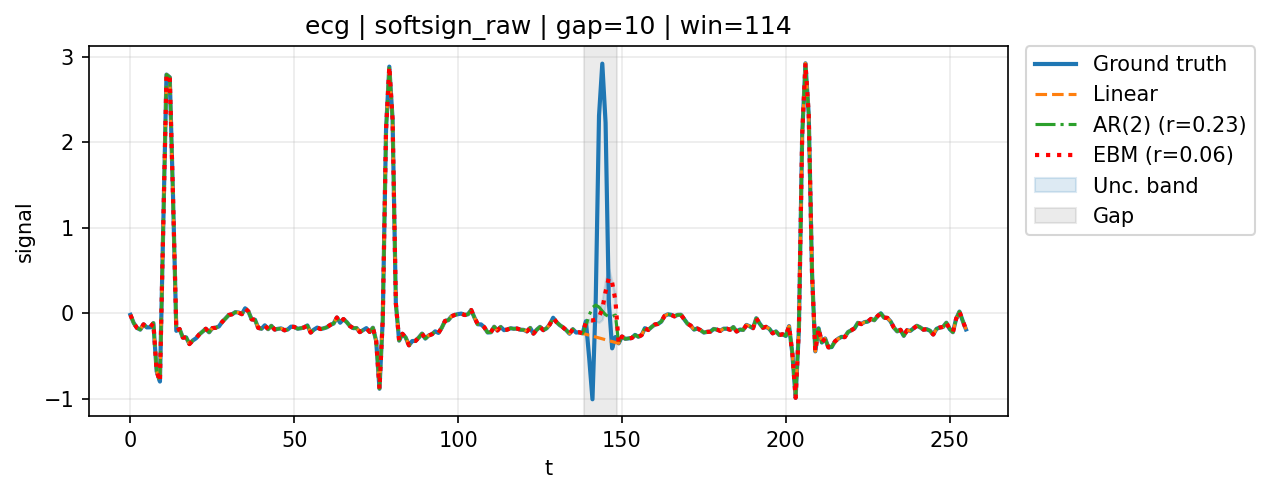 ecg | softsign_raw | gap=10 | win=114
3
2
1
0
−1
signal
0
50
100
150
200
250
t
Ground truth
Linear
AR(2) (r=0.23)
EBM (r=0.06)
Unc. band
Gap